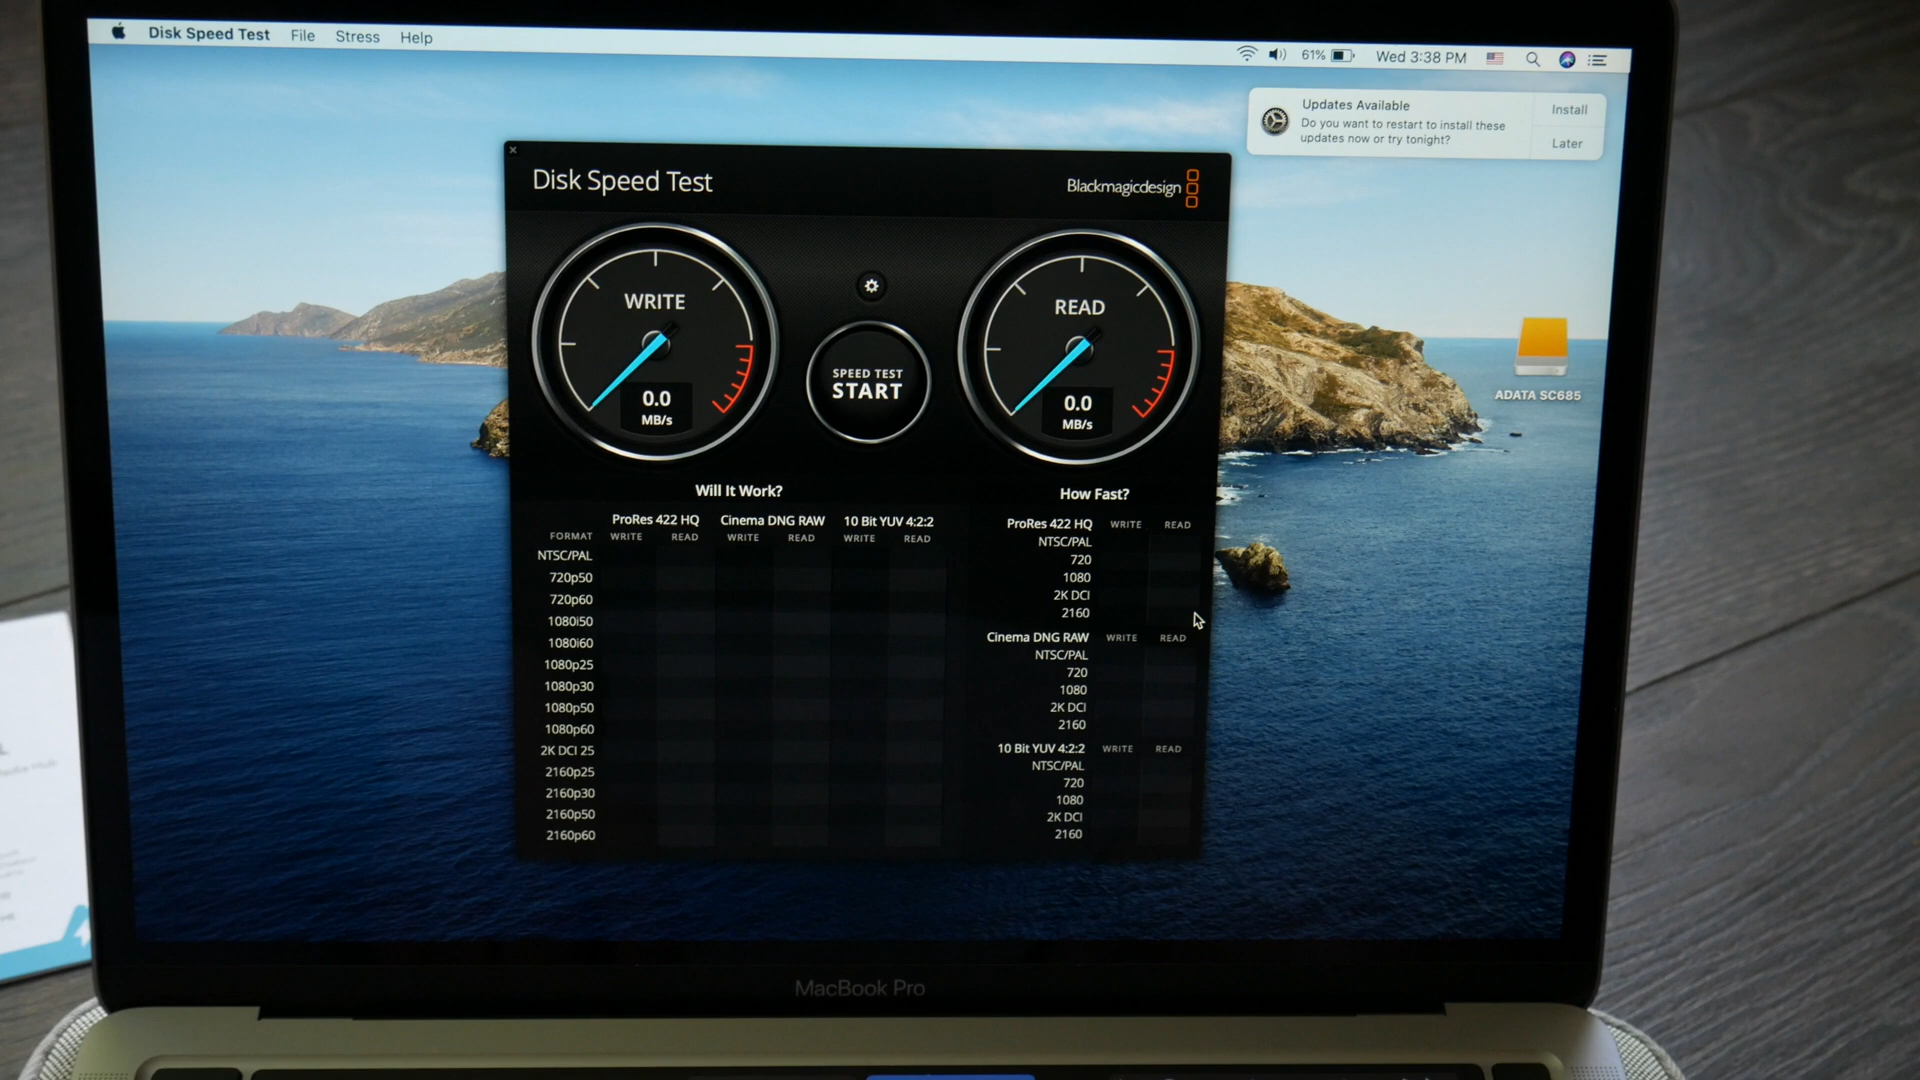 Disk Speed Test File Stress Help
61% Wed 3:38 PM
Updates Available
Do you want to restart to install these
updates now or try tonight?
Install
Later
Disk Speed Test
Blackmagicdesign
WRITE
0.0
MB/s
SPEED TEST
START
READ
0.0
MB/s
ADATA SC685
Will It Work?
ProRes 422 HQ Cinema DNG RAW 10 Bit YUV 4:2:2
FORMAT WRITE READ WRITE READ WRITE READ
NTSC/PAL
720p50
720p60
1080i50
1080i60
1080p25
1080p30
1080p50
1080p60
2K DCI 25
2160p25
2160p30
2160p50
2160p60
How Fast?
ProRes 422 HQ WRITE READ
NTSC/PAL
720
1080
2K DCI
2160
Cinema DNG RAW WRITE READ
NTSC/PAL
720
1080
2K DCI
2160
10 Bit YUV 4:2:2 WRITE READ
NTSC/PAL
720
1080
2K DCI
2160
MacBook Pro